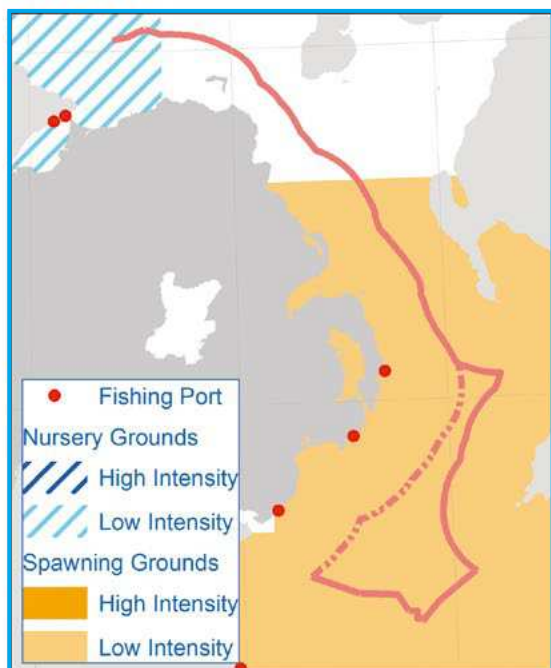 Fishing Port
Nursery Grounds
High Intensity
Low Intensity
Spawning Grounds
High Intensity
Low Intensity